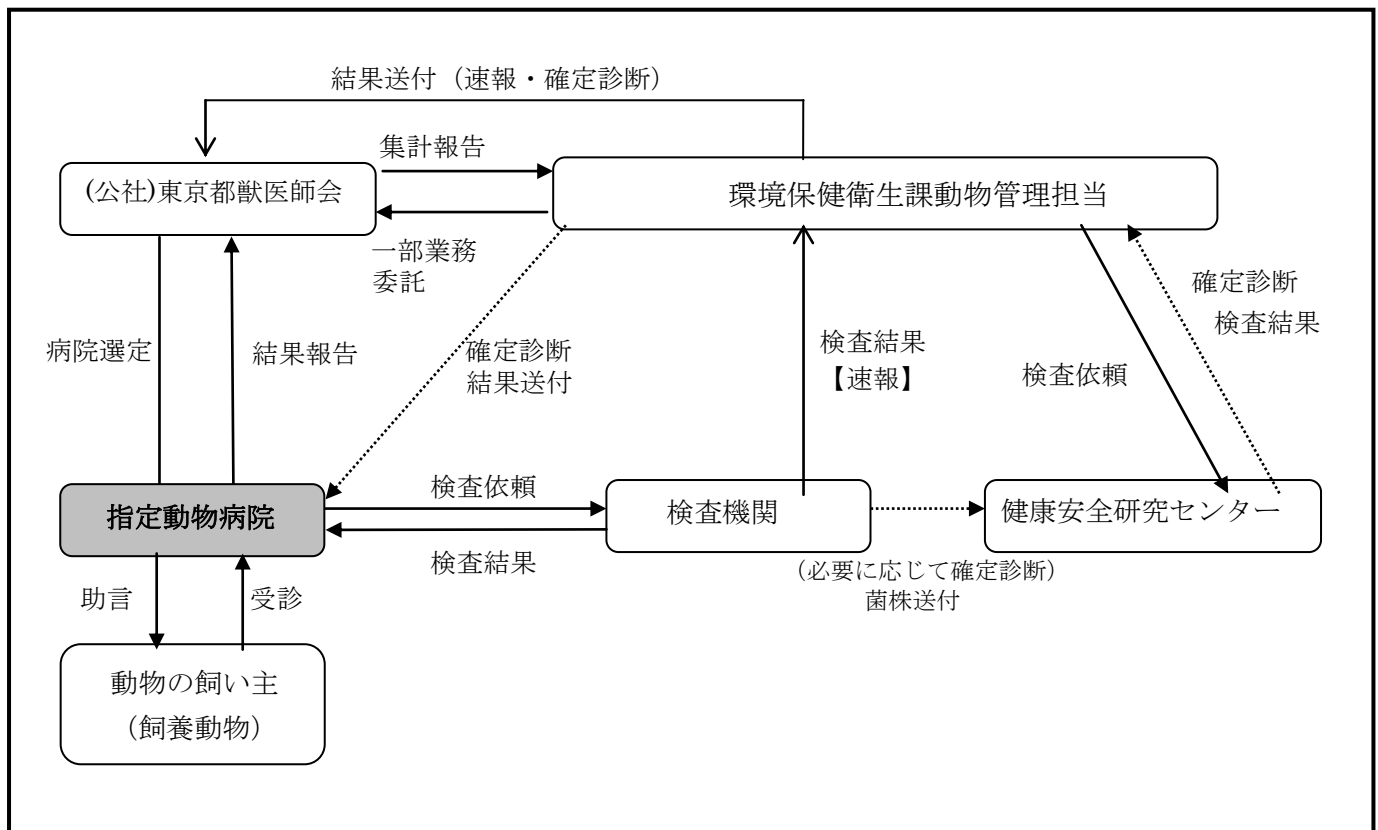 結果送付（速報・確定診断）
集計報告
(公社)東京都獣医師会
環境保健衛生課動物管理担当
一部業務
委託
確定診断
検査結果
病院選定
結果報告
確定診断
結果送付
検査結果
【速報】
検査依頼
指定動物病院
検査依頼
検査結果
検査機関
健康安全研究センター
（必要に応じて確定診断）
菌株送付
助言
受診
動物の飼い主
（飼養動物）